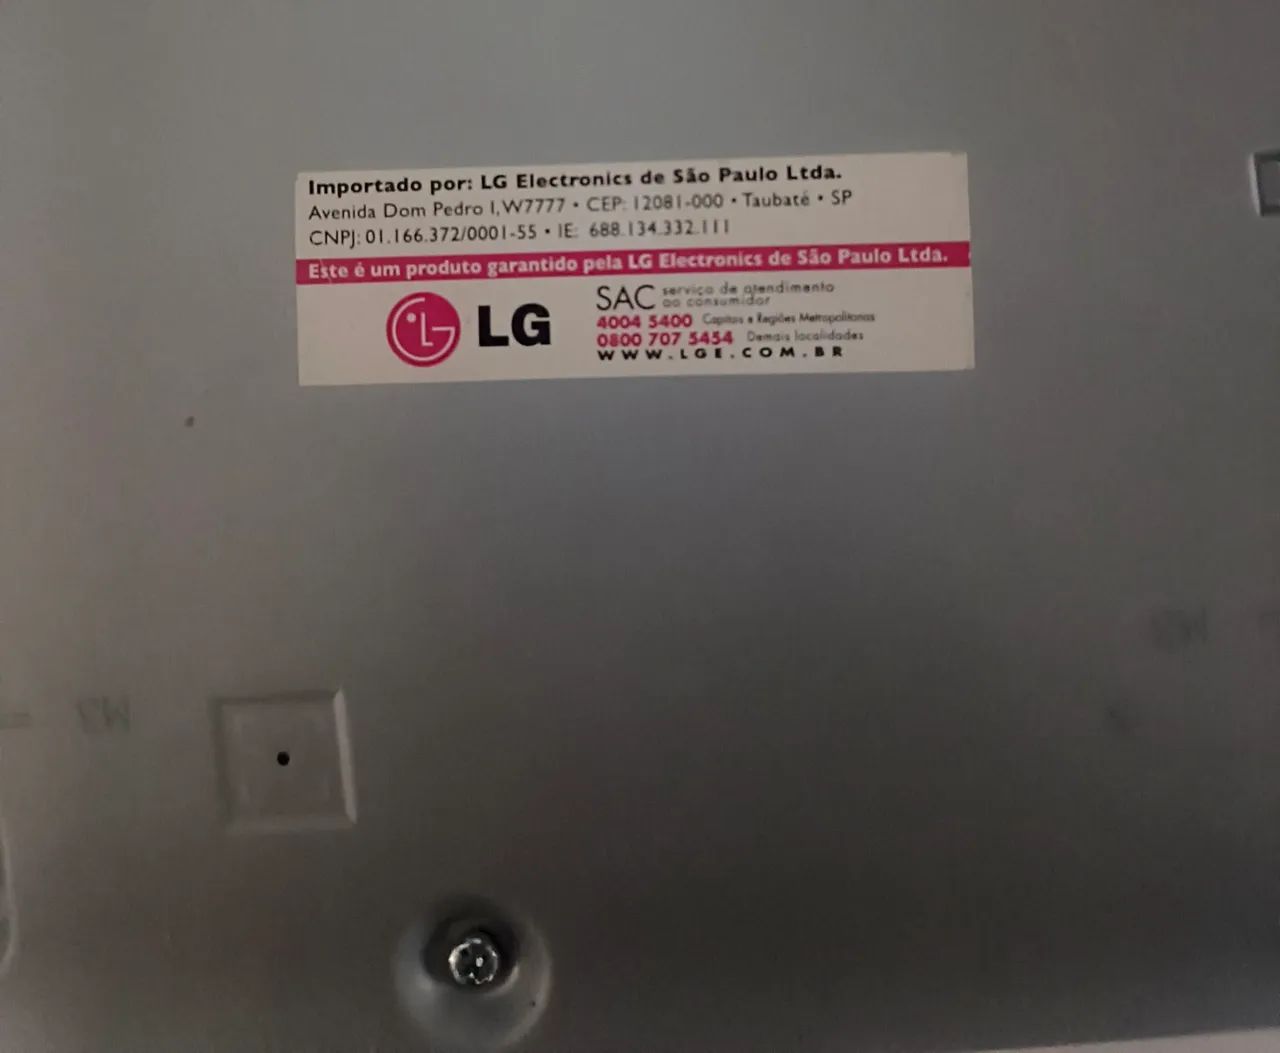 Importado por: LG Electronics de São Paulo Ltda.
Avenida Dom Pedro I, W7777 • CEP: 12081-000 • Taubaté • SP
CNPJ: 01.166.372/0001-55 • IE: 688.134.332.111
Este é um produto garantido pela LG Electronics de São Paulo Ltda.
LG
SAC serviço de atendimento
ao consumidor
4004 5400 Capitais e Regiões Metropolitanas
0800 707 5454 Demais localidades
WWW.LGE.COM.BR
M3
M3